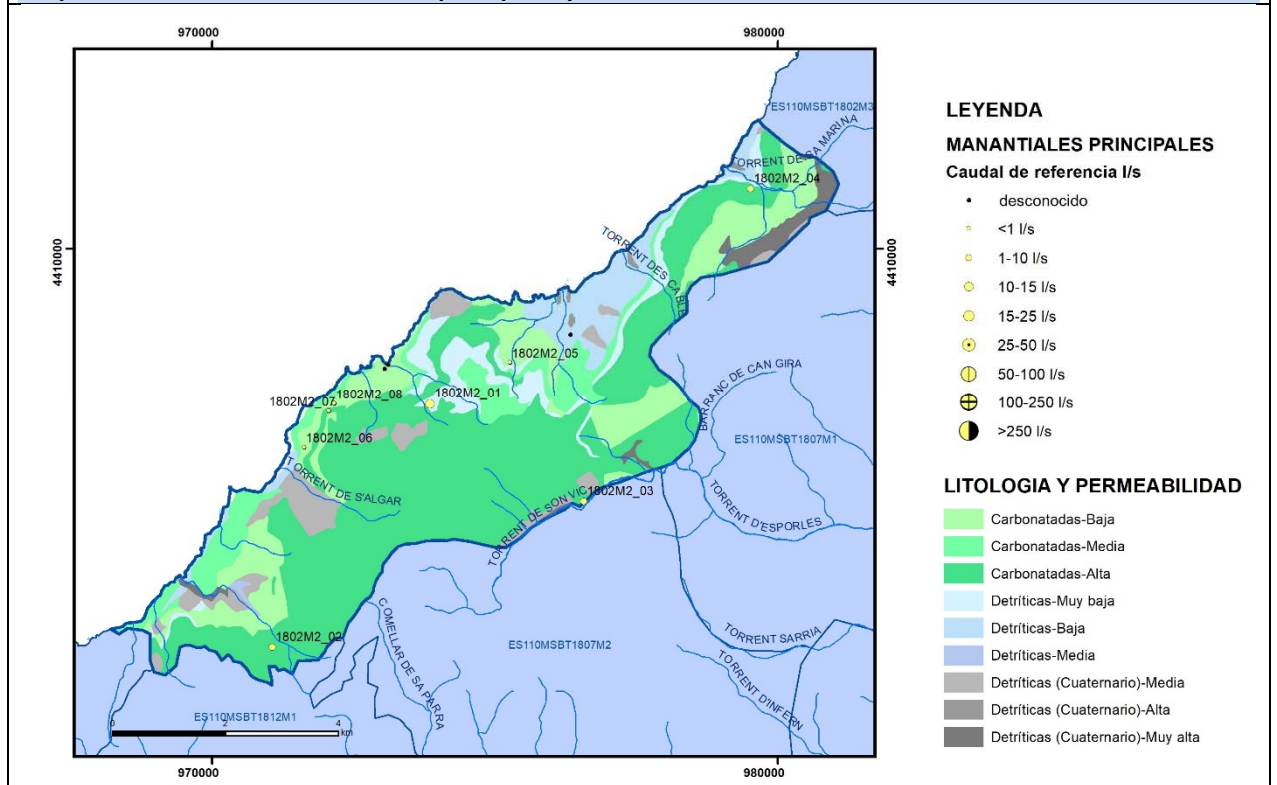 970000
980000
4410000
4410000
ES110MSBT1802M3
TORRENT DE SA MARINA
1802M2_04
TORRENT DES CABLE
1802M2_05
BARRANC DE CAN GIRA
1802M2_07
1802M2_08
1802M2_01
ES110MSBT1807M1
1802M2_06
TORRENT DE S'ALGAR
TORRENT DE SON VIC
1802M2_03
TORRENT D'ESPORLES
1802M2_02
COMELLAR DE SA PARRA
ES110MSBT1807M2
TORRENT SARRIA
TORRENT D'INFERN
ES110MSBT1812M1
0 2 4
km
970000
980000
LEYENDA
MANANTIALES PRINCIPALES
Caudal de referencia l/s
desconocido
<1 l/s
1-10 l/s
10-15 l/s
15-25 l/s
25-50 l/s
50-100 l/s
100-250 l/s
>250 l/s
LITOLOGIA Y PERMEABILIDAD
Carbonatadas-Baja
Carbonatadas-Media
Carbonatadas-Alta
Detríticas-Muy baja
Detríticas-Baja
Detríticas-Media
Detríticas (Cuaternario)-Media
Detríticas (Cuaternario)-Alta
Detríticas (Cuaternario)-Muy alta